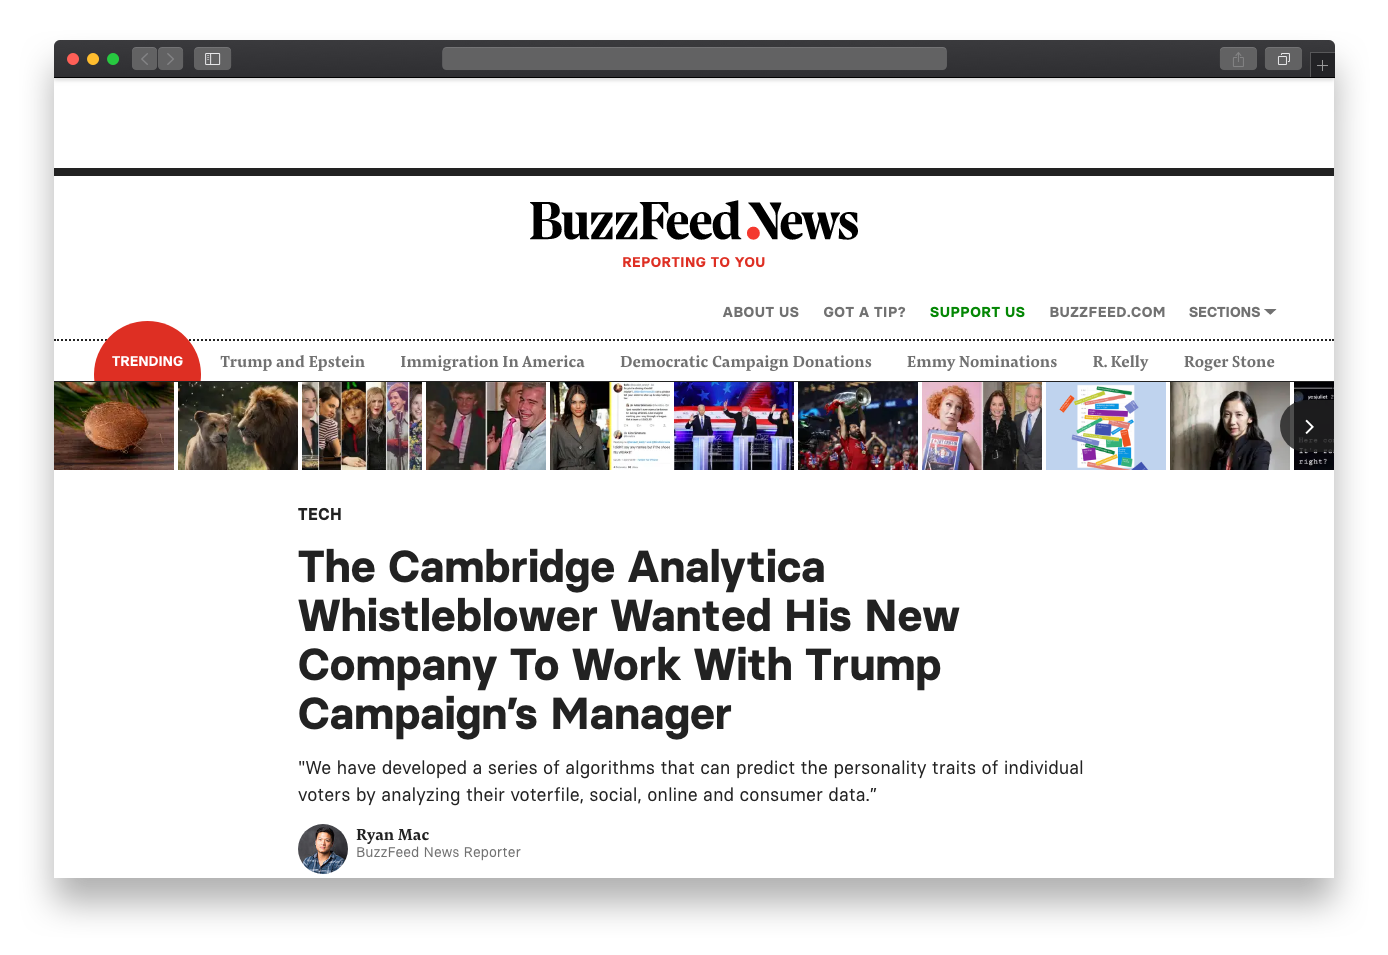 BuzzFeed News
REPORTING TO YOU
ABOUT US GOT A TIP? SUPPORT US BUZZFEED.COM SECTIONS
TRENDING Trump and Epstein Immigration In America Democratic Campaign Donations Emmy Nominations R. Kelly Roger Stone
right?
TECH
The Cambridge Analytica
Whistleblower Wanted His New
Company To Work With Trump
Campaign’s Manager
"We have developed a series of algorithms that can predict the personality traits of individual
voters by analyzing their voterfile, social, online and consumer data.”
Ryan Mac
BuzzFeed News Reporter